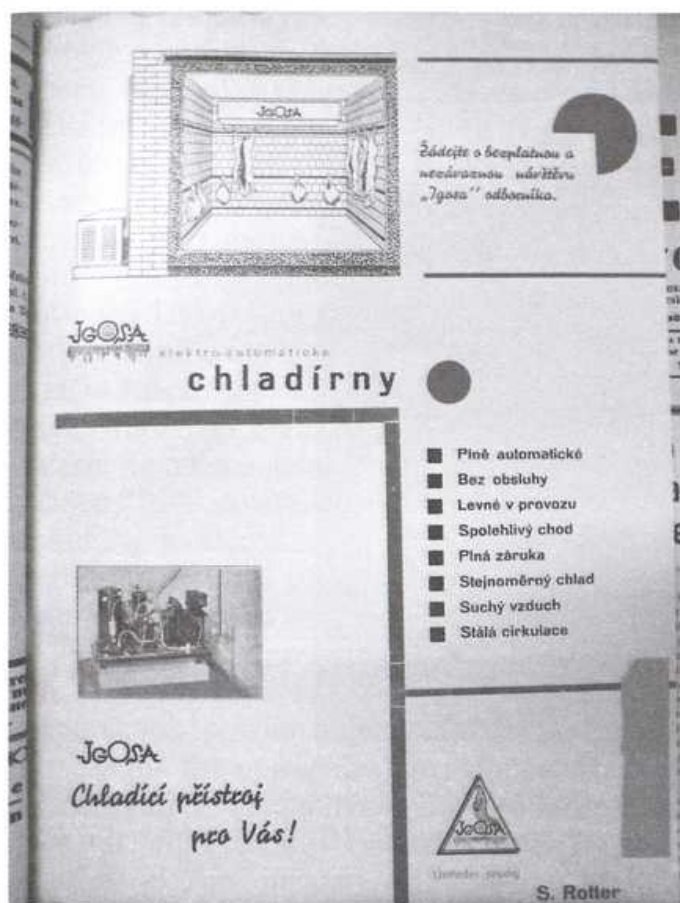 JGOSA
Žádejte o bezplatnou a
nezávaznou návštěvu
„Igosa" odborníka.
JGOSA
elektro-automatické
chladírny
Plně automatické
Bez obsluhy
Levné v provozu
Spolehlivý chod
Plná záruka
Stejnoměrný chlad
Suchý vzduch
Stálá cirkulace
JGOSA
Chladící přístroj
pro Vás!
JGOSA
S. Rotter